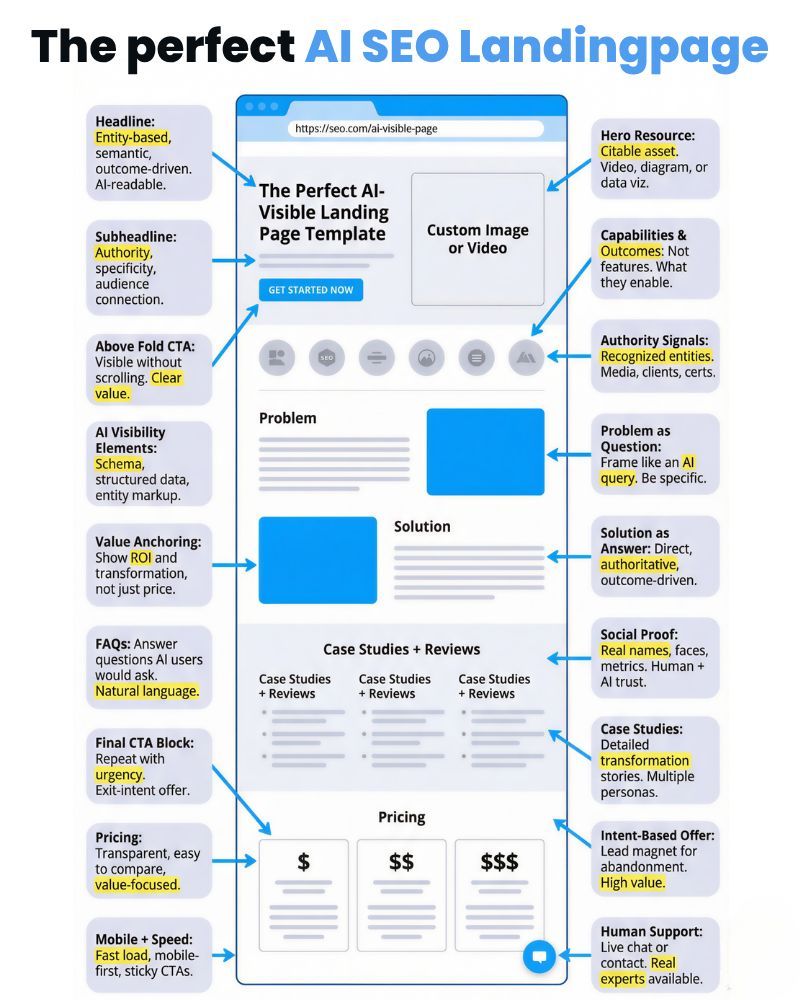 The perfect AI SEO Landingpage
https://seo.com/ai-visible-page
Headline:
Entity-based,
semantic,
outcome-driven.
AI-readable.
Subheadline:
Authority,
specificity,
audience
connection.
Above Fold CTA:
Visible without
scrolling. Clear
value.
AI Visibility
Elements:
Schema,
structured data,
entity markup.
Value Anchoring:
Show ROI and
transformation,
not just price.
FAQs: Answer
questions AI users
would ask.
Natural language.
Final CTA Block:
Repeat with
urgency.
Exit-intent offer.
Pricing:
Transparent, easy
to compare,
value-focused.
Mobile + Speed:
Fast load, mobile-
first, sticky CTAs.
The Perfect AI-
Visible Landing
Page Template
GET STARTED NOW
Custom Image
or Video
SEO
Problem
Solution
Case Studies + Reviews
Case Studies
+ Reviews
Case Studies
+ Reviews
Case Studies
+ Reviews
Pricing
$
$$
$$$
Hero Resource:
Citable asset.
Video, diagram, or
data viz.
Capabilities &
Outcomes: Not
features. What
they enable.
Authority Signals:
Recognized entities.
Media, clients, certs.
Problem as
Question:
Frame like an AI
query. Be specific.
Solution as
Answer: Direct,
authoritative,
outcome-driven.
Social Proof:
Real names, faces,
metrics. Human +
AI trust.
Case Studies:
Detailed
transformation
stories. Multiple
personas.
Intent-Based Offer:
Lead magnet for
abandonment.
High value.
Human Support:
Live chat or
contact. Real
experts available.